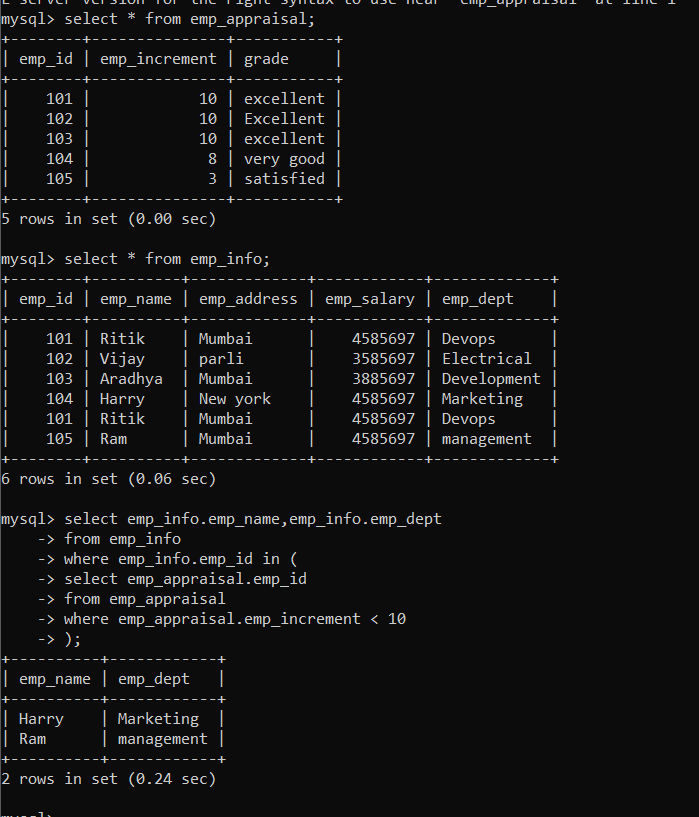 L server version for the right syntax to use near 'emp_appraisal' at line 1
mysql> select * from emp_appraisal;
+--------+---------------+-----------+
| emp_id | emp_increment | grade     |
+--------+---------------+-----------+
|    101 |            10 | excellent |
|    102 |            10 | Excellent |
|    103 |            10 | excellent |
|    104 |             8 | very good |
|    105 |             3 | satisfied |
+--------+---------------+-----------+
5 rows in set (0.00 sec)

mysql> select * from emp_info;
+--------+----------+-------------+------------+-------------+
| emp_id | emp_name | emp_address | emp_salary | emp_dept    |
+--------+----------+-------------+------------+-------------+
|    101 | Ritik    | Mumbai      |    4585697 | Devops      |
|    102 | Vijay    | parli       |    3585697 | Electrical  |
|    103 | Aradhya  | Mumbai      |    3885697 | Development |
|    104 | Harry    | New york    |    4585697 | Marketing   |
|    101 | Ritik    | Mumbai      |    4585697 | Devops      |
|    105 | Ram      | Mumbai      |    4585697 | management  |
+--------+----------+-------------+------------+-------------+
6 rows in set (0.06 sec)

mysql> select emp_info.emp_name,emp_info.emp_dept
    -> from emp_info
    -> where emp_info.emp_id in (
    -> select emp_appraisal.emp_id
    -> from emp_appraisal
    -> where emp_appraisal.emp_increment < 10
    -> );
+----------+------------+
| emp_name | emp_dept   |
+----------+------------+
| Harry    | Marketing  |
| Ram      | management |
+----------+------------+
2 rows in set (0.24 sec)

mysql>